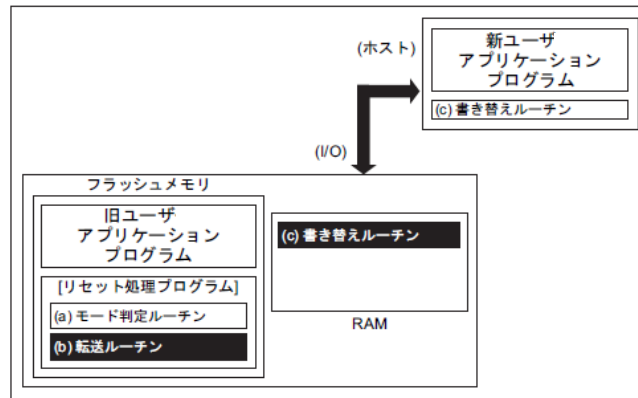 (ホスト)
新ユーザ
アプリケーション
プログラム
(c) 書き替えルーチン
(I/O)
フラッシュメモリ
旧ユーザ
アプリケーション
プログラム
[リセット処理プログラム]
(a) モード判定ルーチン
(b) 転送ルーチン
(c) 書き替えルーチン
RAM